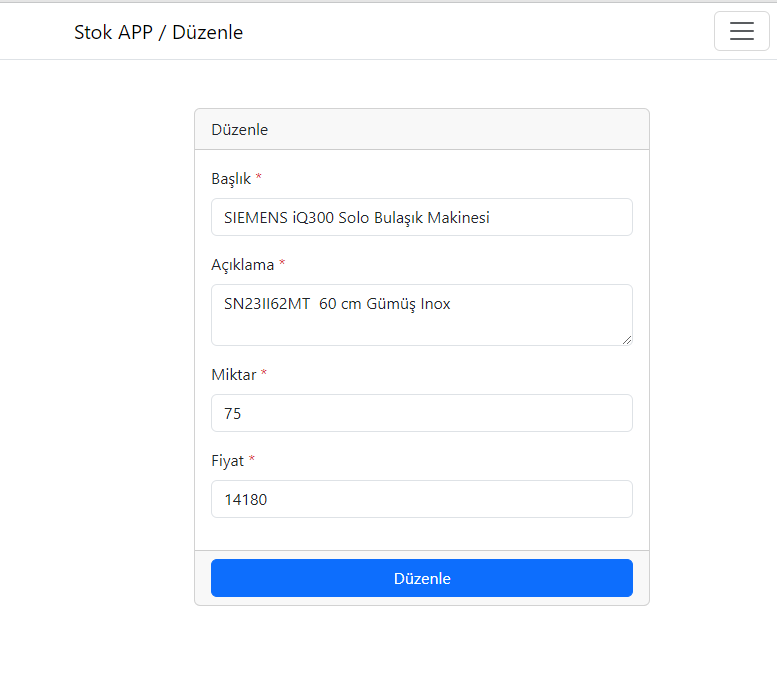 Stok APP / Düzenle
Düzenle
Başlık *
SIEMENS iQ300 Solo Bulaşık Makinesi
Açıklama *
SN23II62MT  60 cm Gümüş Inox
Miktar *
75
Fiyat *
14180
Düzenle